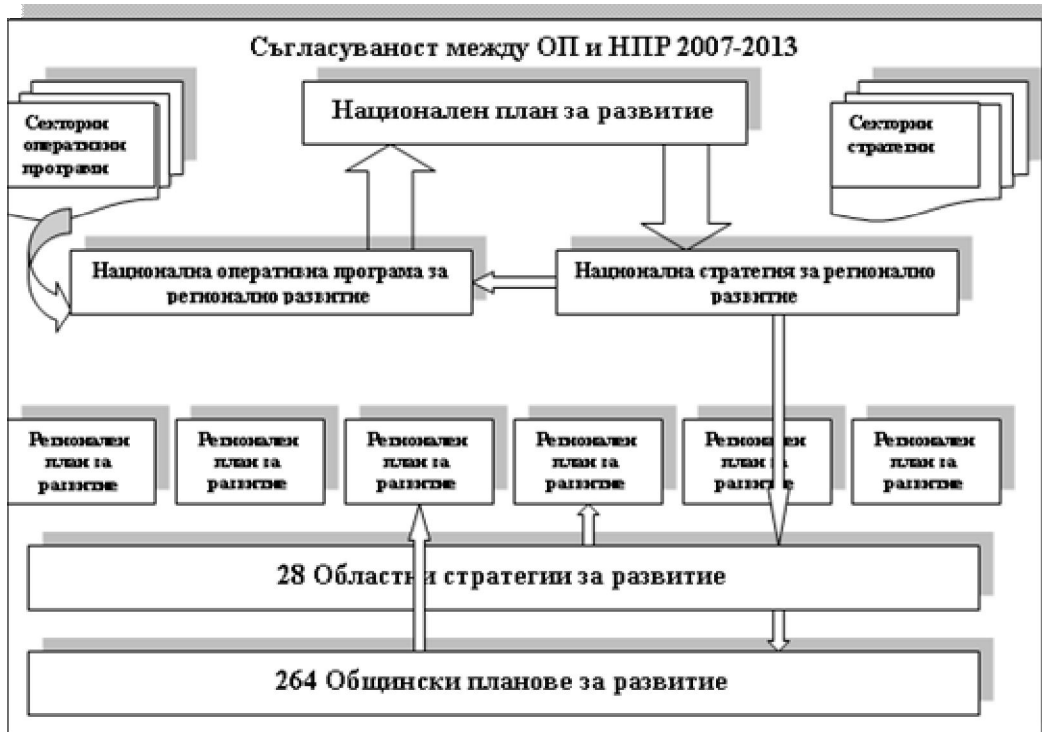 Съгласуваност между ОП и НПР 2007-2013
Национален план за развитие
Секторни
оперативни
програми
Секторни
стратегии
Национална оперативна програма за
регионално развитие
Национална стратегия за регионално
развитие
Регионален
план за
развитие
Регионален
план за
развитие
Регионален
план за
развитие
Регионален
план за
развитие
Регионален
план за
развитие
Регионален
план за
развитие
28 Областни стратегии за развитие
264 Общински планове за развитие